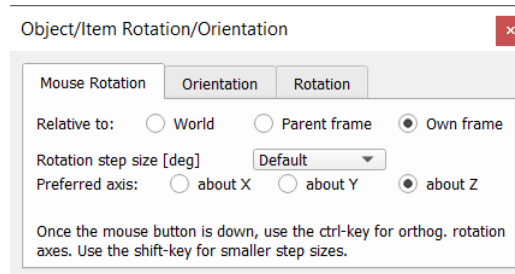 Object/Item Rotation/Orientation
Mouse Rotation Orientation Rotation
Relative to: World Parent frame Own frame
Rotation step size [deg] Default
Preferred axis: about X about Y about Z
Once the mouse button is down, use the ctrl-key for orthog. rotation
axes. Use the shift-key for smaller step sizes.